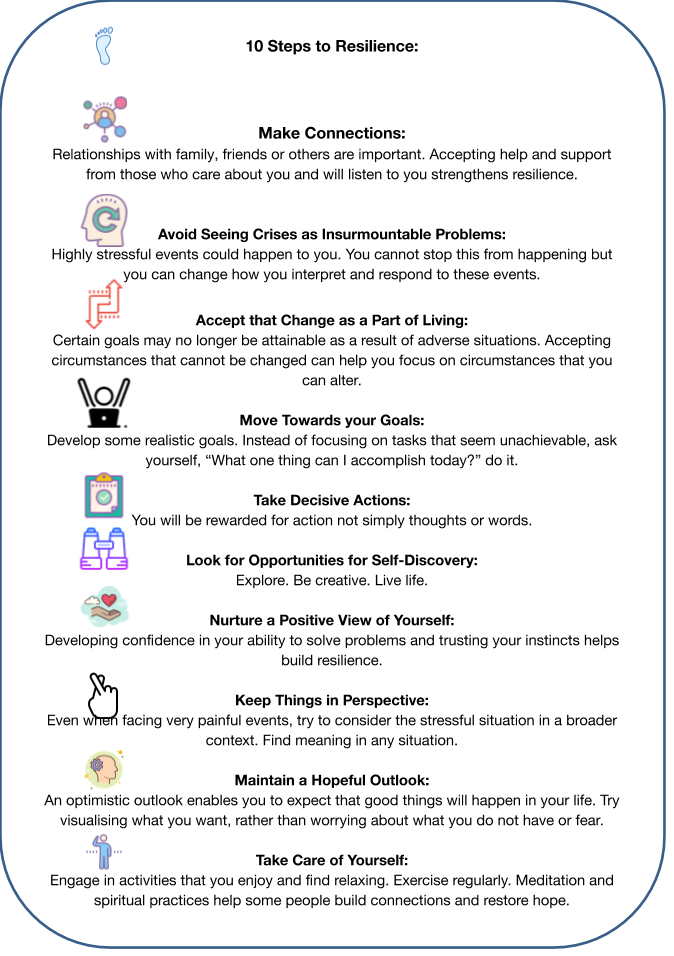 10 Steps to Resilience:
Make Connections:
Relationships with family, friends or others are important. Accepting help and support
from those who care about you and will listen to you strengthens resilience.
Avoid Seeing Crises as Insurmountable Problems:
Highly stressful events could happen to you. You cannot stop this from happening but
you can change how you interpret and respond to these events.
Accept that Change as a Part of Living:
Certain goals may no longer be attainable as a result of adverse situations. Accepting
circumstances that cannot be changed can help you focus on circumstances that you
can alter.
Move Towards your Goals:
Develop some realistic goals. Instead of focusing on tasks that seem unachievable, ask
yourself, “What one thing can I accomplish today?” do it.
Take Decisive Actions:
You will be rewarded for action not simply thoughts or words.
Look for Opportunities for Self-Discovery:
Explore. Be creative. Live life.
Nurture a Positive View of Yourself:
Developing confidence in your ability to solve problems and trusting your instincts helps
build resilience.
Keep Things in Perspective:
Even when facing very painful events, try to consider the stressful situation in a broader
context. Find meaning in any situation.
Maintain a Hopeful Outlook:
An optimistic outlook enables you to expect that good things will happen in your life. Try
visualising what you want, rather than worrying about what you do not have or fear.
Take Care of Yourself:
Engage in activities that you enjoy and find relaxing. Exercise regularly. Meditation and
spiritual practices help some people build connections and restore hope.